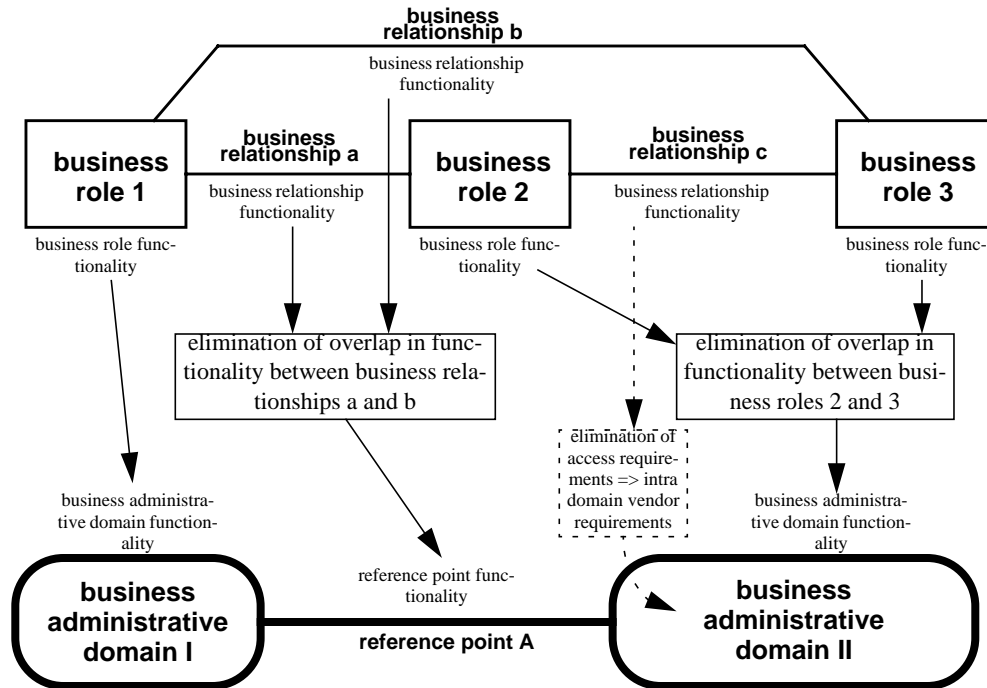 business
relationship b
business relationship
functionality
business
role 1
business
relationship a
business
role 2
business
relationship c
business
role 3
business relationship
functionality
business relationship
functionality
business role func-
tionality
business role func-
tionality
business role func-
tionality
elimination of overlap in func-
tionality between business rela-
tionships a and b
elimination of overlap in
functionality between busi-
ness roles 2 and 3
elimination of
access require-
ments => intra
domain vendor
requirements
business administra-
tive domain function-
ality
business administra-
tive domain function-
ality
reference point func-
tionality
business
administrative
domain I
reference point A
business
administrative
domain II